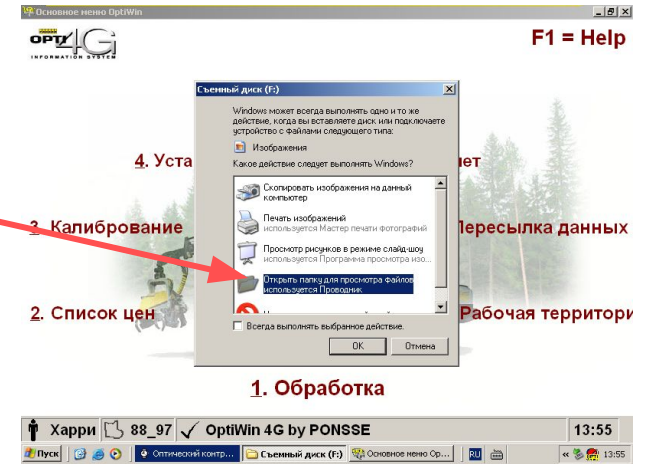 Основное меню OptiWin
OPTI 4G
INFORMATION SYSTEM
F1 = Help
Съемный диск (F:)
Windows может всегда выполнять одно и то же
действие, когда вы вставляете диск или подключаете
устройство с файлами следующего типа:
Изображения
Какое действие следует выполнять Windows?
Скопировать изображения на данный
компьютер
Печать изображений
используется Мастер печати фотографий
Просмотр рисунков в режиме слайд-шоу
используется Программа просмотра изо...
Открыть папку для просмотра файлов
используется Проводник
Всегда выполнять выбранное действие.
OK Отмена
4. Уста
ет
3. Калибрование
Пересылка данных
2. Список цен
Рабочая территори
1. Обработка
Харри 88_97 OptiWin 4G by PONSSE 13:55
Пуск Оптический контр... Съемный диск (F:) Основное меню Op... RU « 13:55